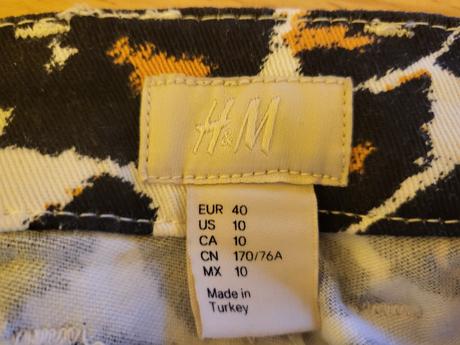 H&M
EUR 40
US 10
CA 10
CN 170/76A
MX 10
Made in
Turkey